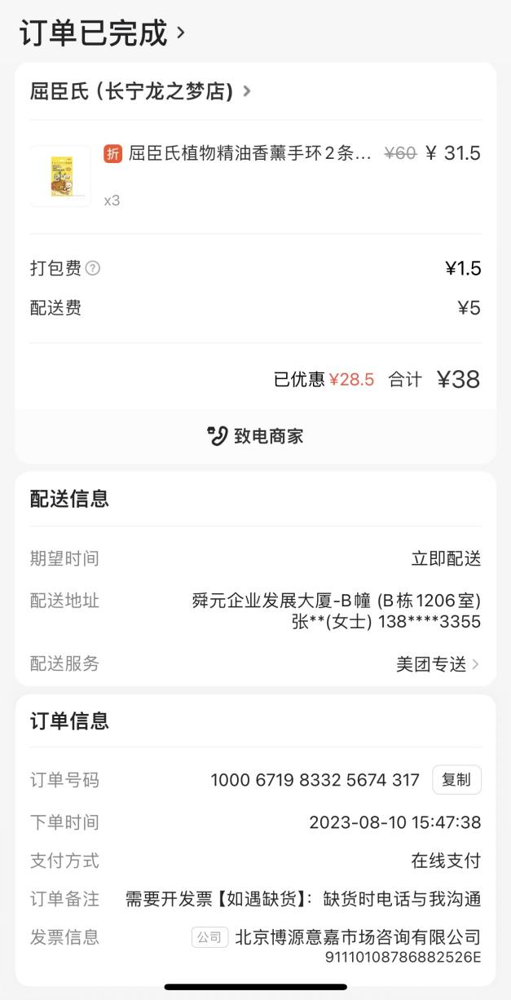 订单已完成
屈臣氏 (长宁龙之梦店)
折 屈臣氏植物精油香薰手环2条... ¥60 ¥ 31.5
x3
打包费 ? ¥1.5
配送费 ¥5
已优惠 ¥28.5 合计 ¥38
致电商家
配送信息
期望时间 立即配送
配送地址 舜元企业发展大厦-B幢 (B栋1206室)
张**(女士) 138****3355
配送服务 美团专送
订单信息
订单号码 1000 6719 8332 5674 317 复制
下单时间 2023-08-10 15:47:38
支付方式 在线支付
订单备注 需要开发票【如遇缺货】: 缺货时电话与我沟通
发票信息 公司 北京博源意嘉市场咨询有限公司
91110108786882526E